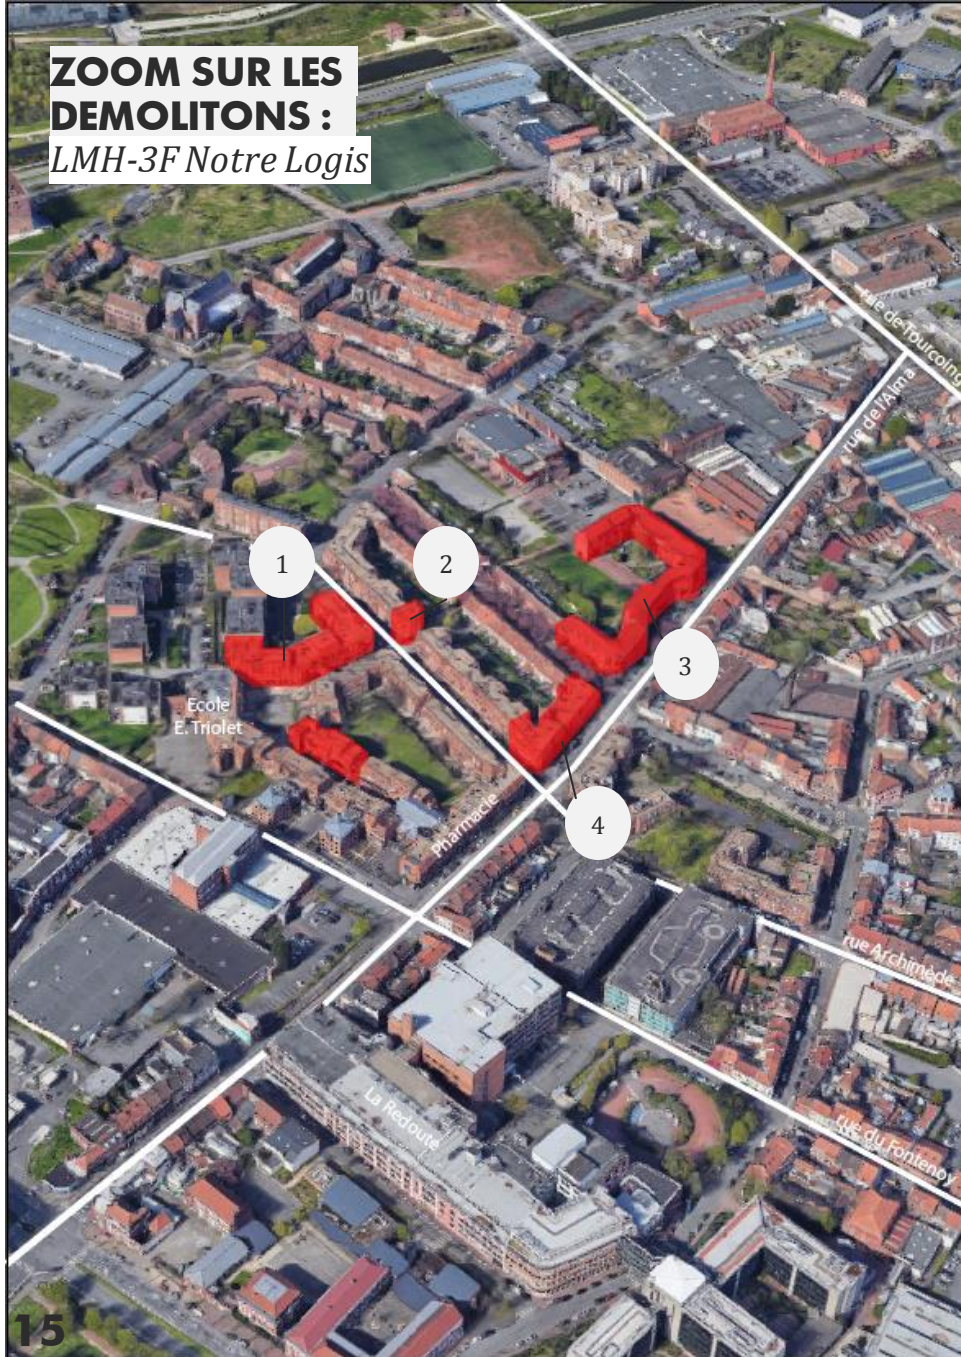 ZOOM SUR LES
DEMOLITONS :
LMH-3F Notre Logis
rue de Tourcoing
rue de l'Alma
1
2
3
Ecole
E. Triolet
Pharmacie
4
rue Archimède
La Redoute
rue du Fontenoy
15